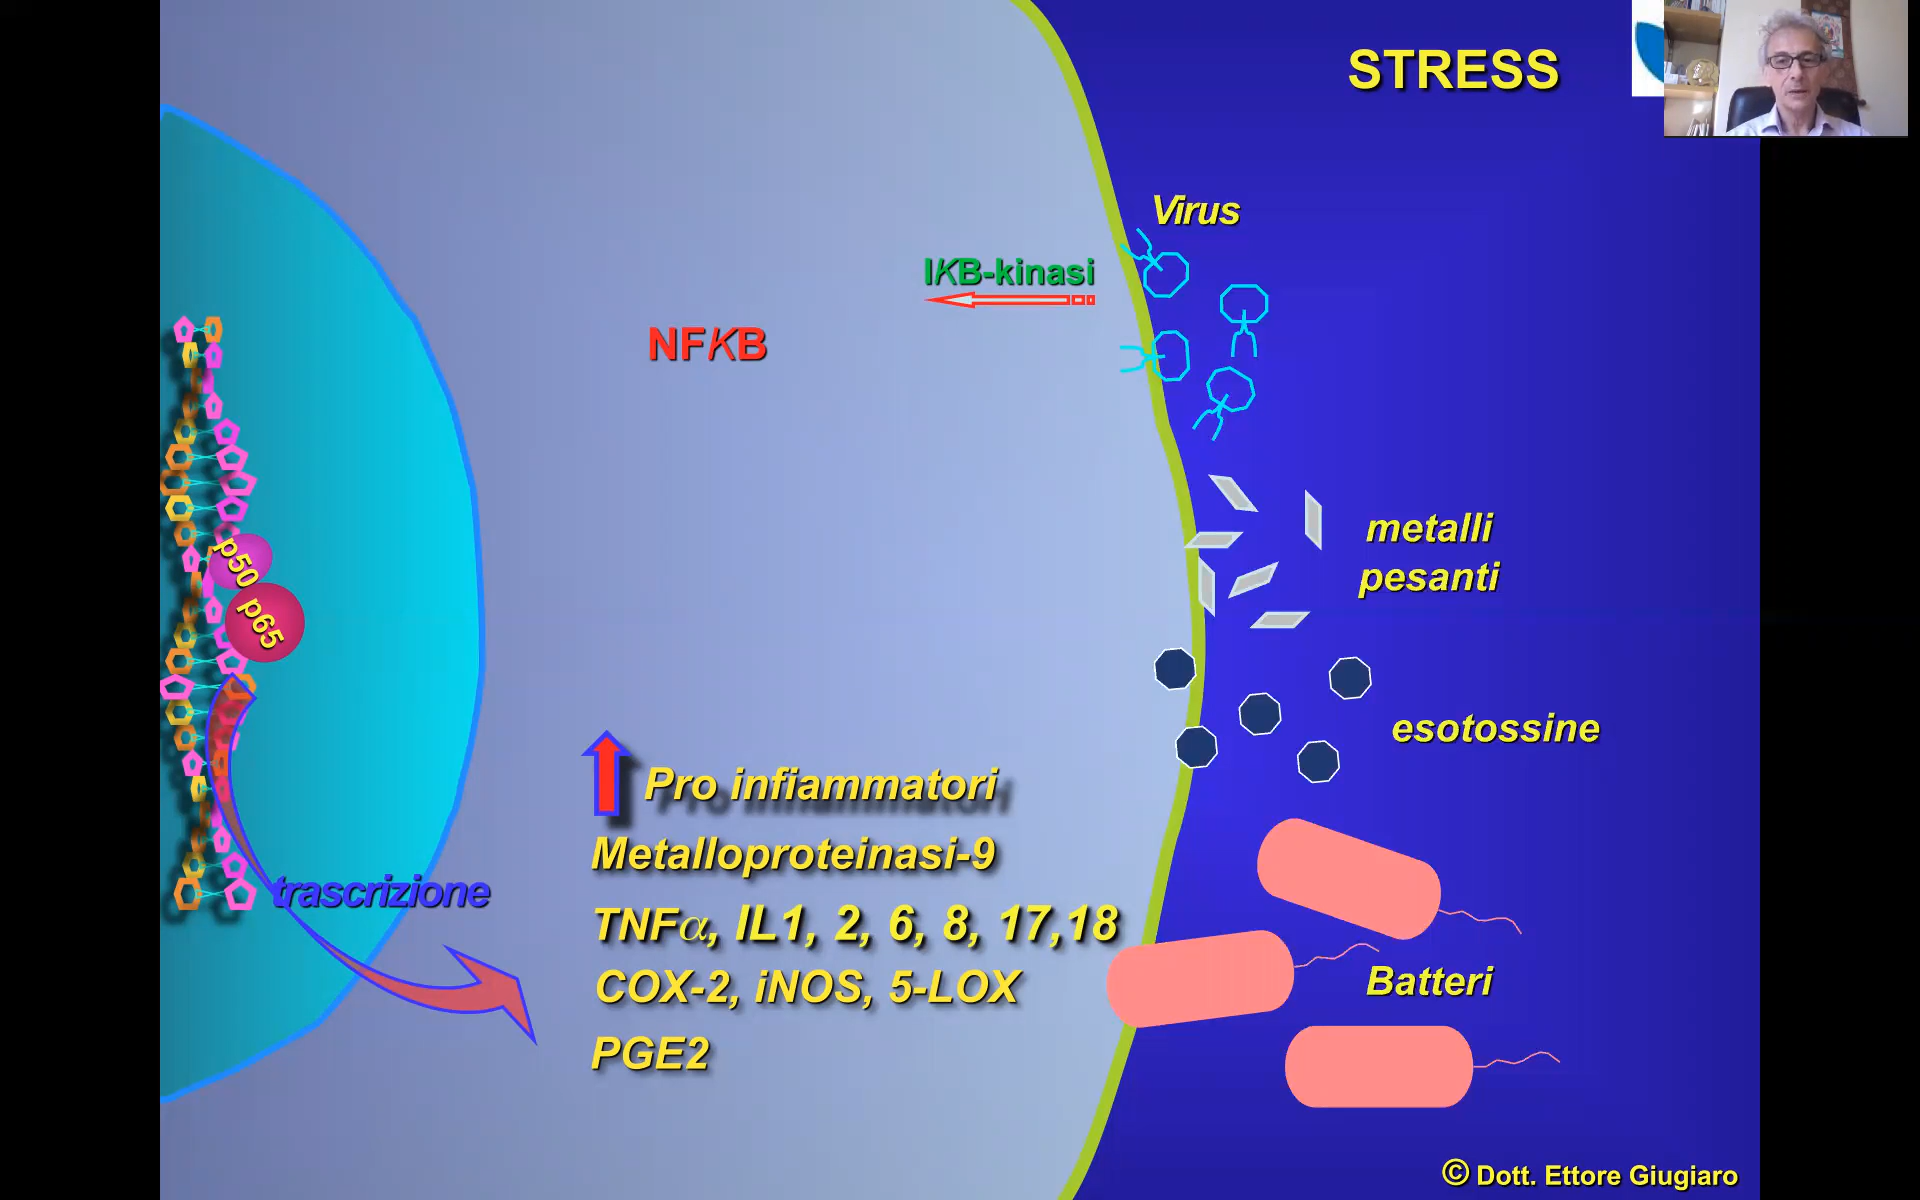 STRESS
Virus
IKB-kinasi
NFKB
metalli
pesanti
p50
p65
esotossine
Pro infiammatori
Metalloproteinasi-9
trascrizione
TNFα, IL1, 2, 6, 8, 17,18
COX-2, iNOS, 5-LOX
Batteri
PGE2
© Dott. Ettore Giugiaro